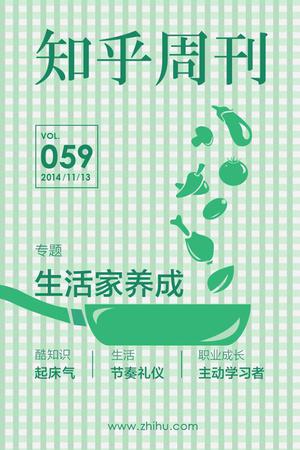 知乎周刊
VOL.
059
2014/11/13
专题
生活家养成
酷知识 生活 职业成长
起床气 节奏礼仪 主动学习者
www.zhihu.com